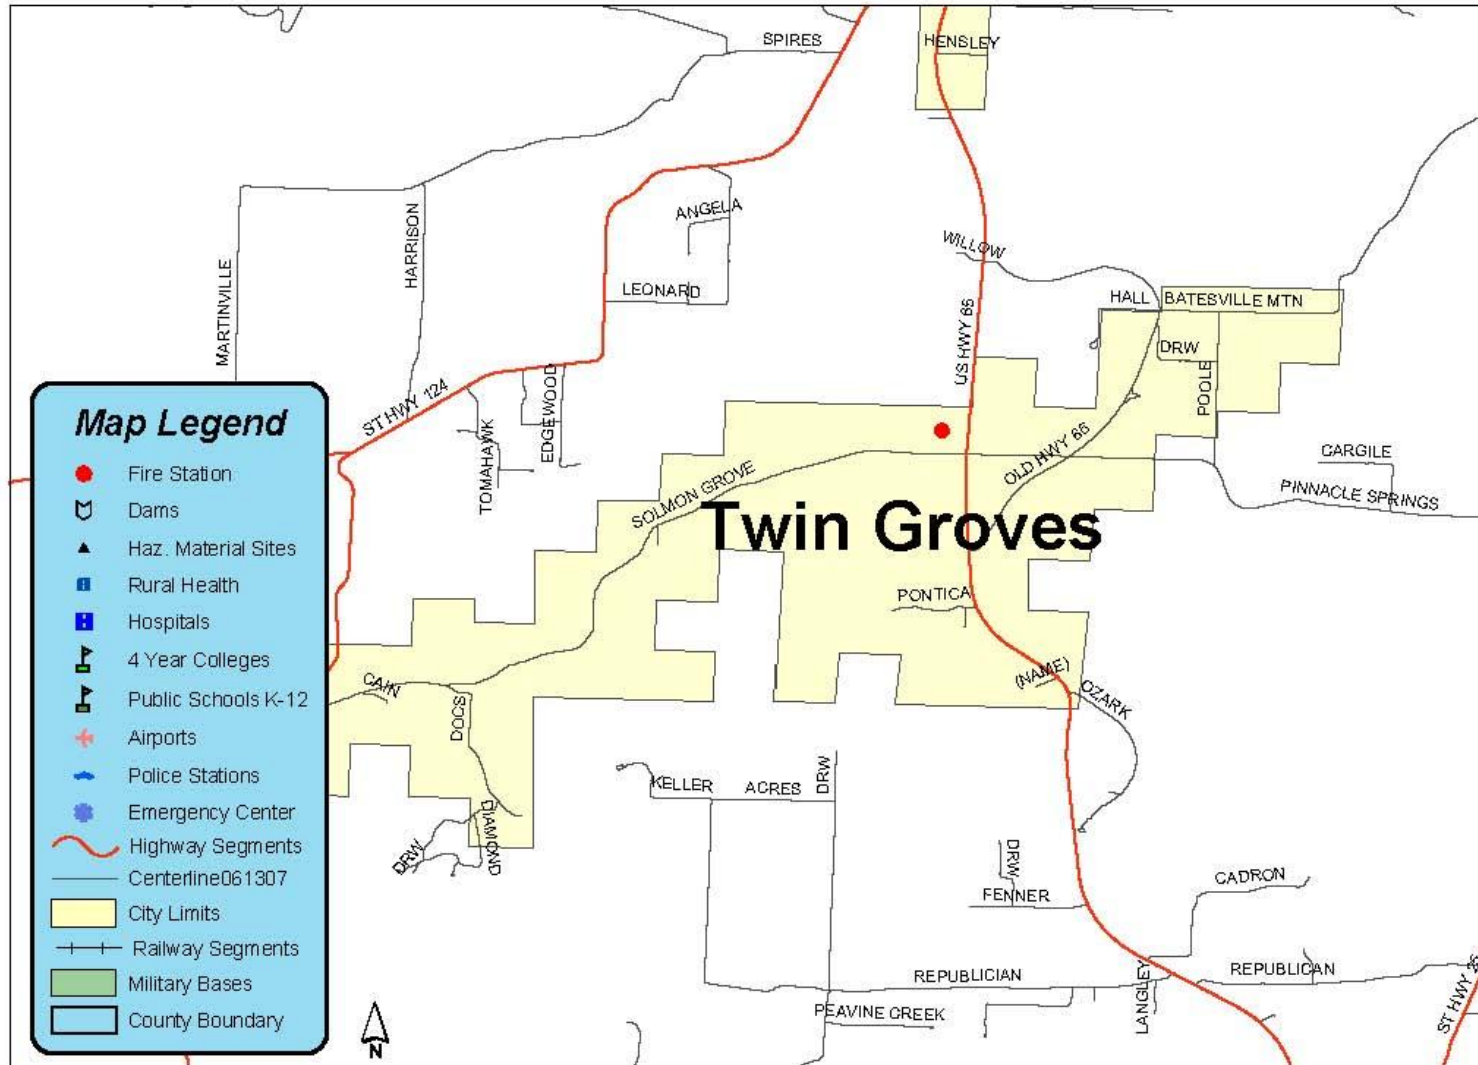 SPIRES
HENSLEY
ANGELA
HARRISON
MARTINVILLE
LEONARD
WILLOW
HALL
BATESVILLE MTN
DRW
POOLE
US HWY 65
ST HWY 124
EDGEWOOD
TOMAHAWK
OLD HWY 65
CARGILE
PINNACLE SPRINGS
SOLMON GROVE
Twin Groves
PONTICA
(NAME)
OZARK
CAIN
DOCS
DIAMOND
DRW
KELLER
ACRES
DRW
DRW
FENNER
CADRON
REPUBLICIAN
REPUBLICAN
LANGLEY
PEAVINE CREEK
Map Legend
Fire Station
Dams
Haz. Material Sites
Rural Health
Hospitals
4 Year Colleges
Public Schools K-12
Airports
Police Stations
Emergency Center
Highway Segments
Centerline061307
City Limits
Railway Segments
Military Bases
County Boundary
N